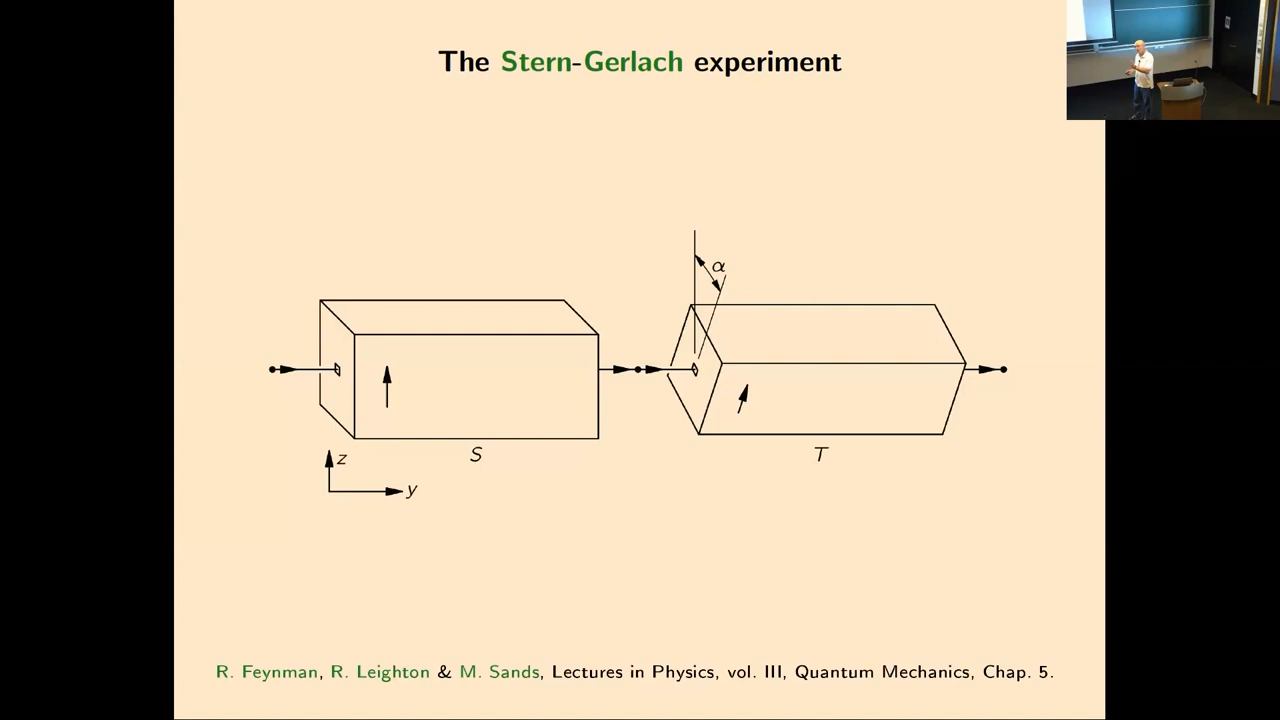 The Stern-Gerlach experiment
α
S
T
z
y
R. Feynman, R. Leighton & M. Sands, Lectures in Physics, vol. III, Quantum Mechanics, Chap. 5.